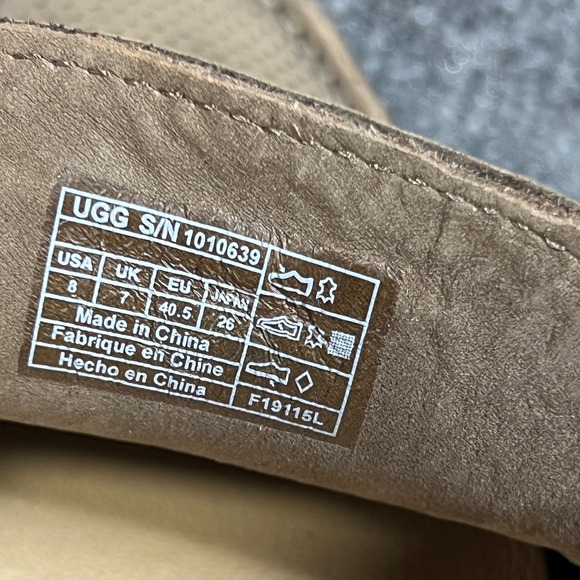 UGG S/N 1010639
USA UK EU JAPAN
8 7 40.5 26
Made in China
Fabrique en Chine
Hecho en China
F19115L